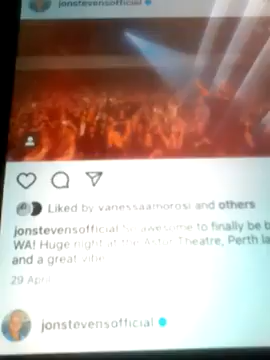 jonstevensofficial
Liked by vanessaamorosi and others
jonstevensofficial So awesome to finally be b
WA! Huge night at the Astor Theatre, Perth la
and a great vibe
29 April
jonstevensofficial